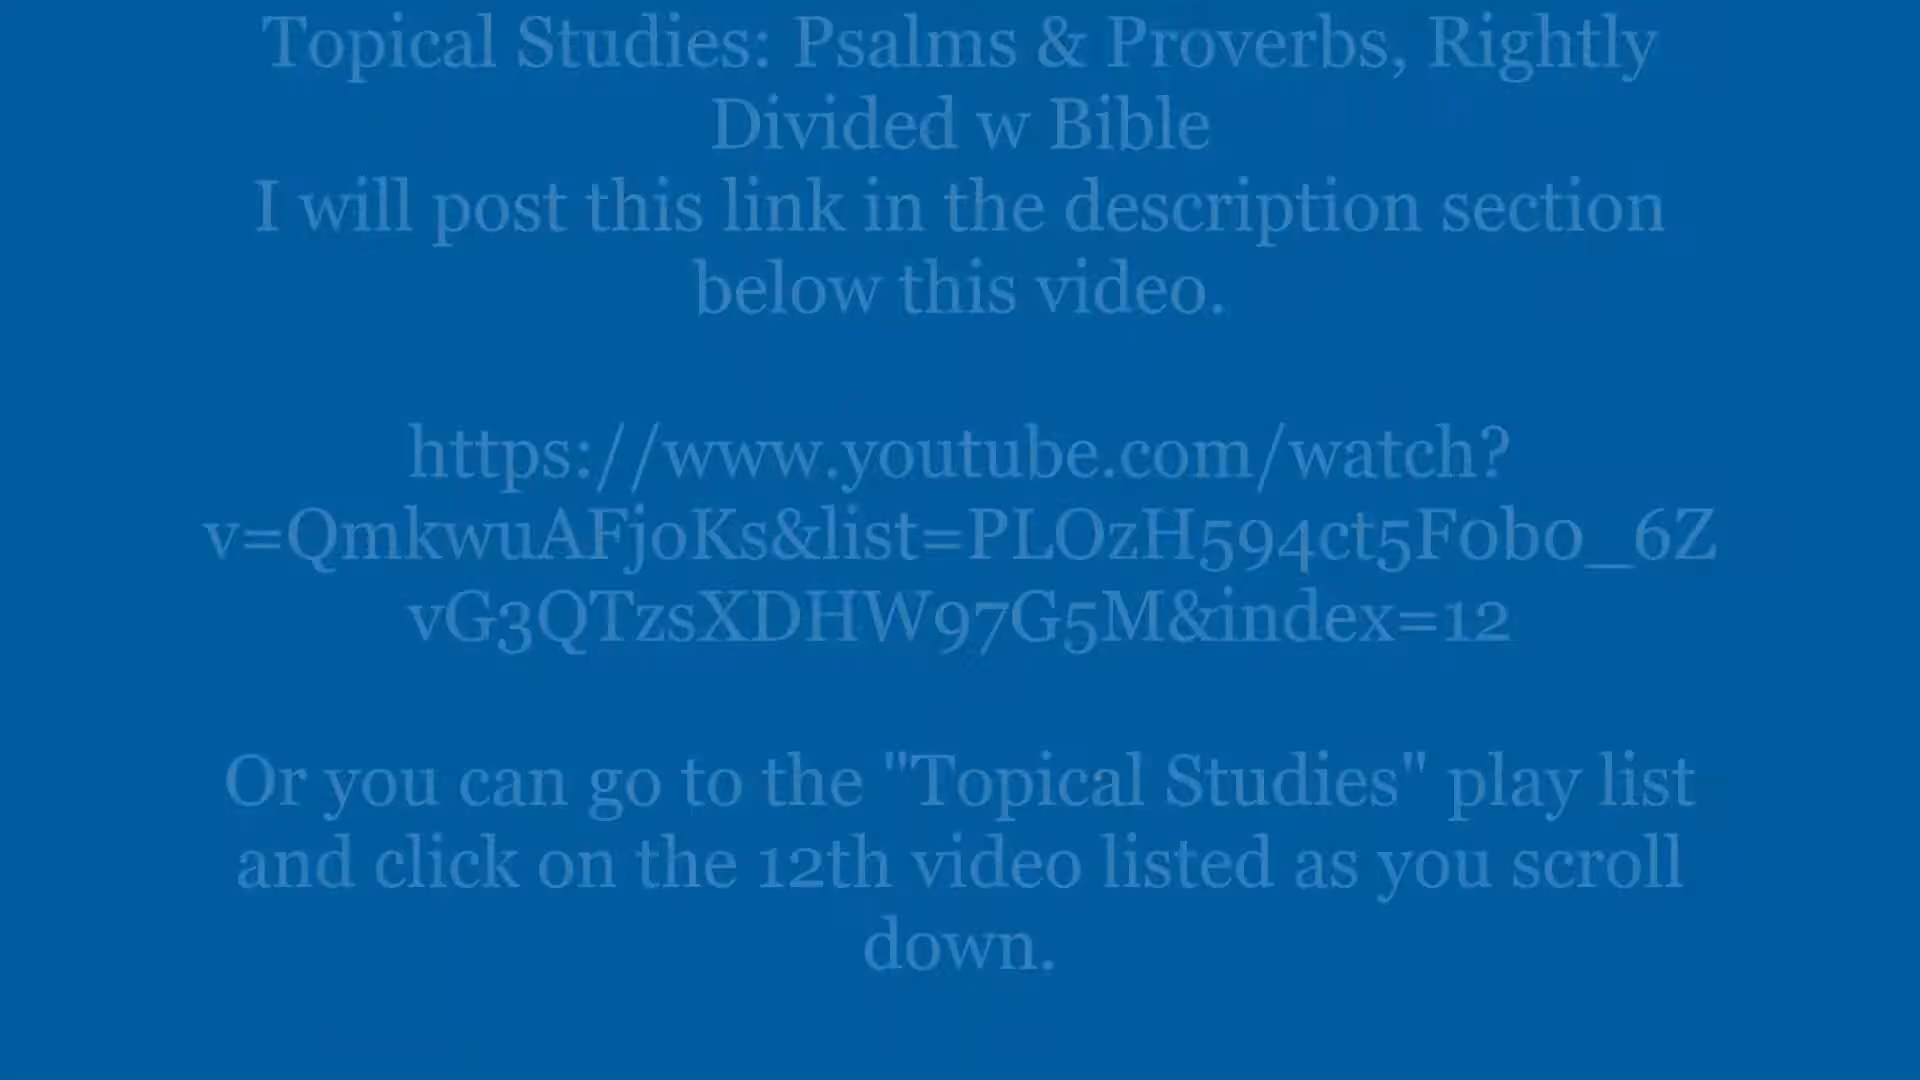 Topical Studies: Psalms & Proverbs, Rightly
Divided w Bible
I will post this link in the description section
below this video.
https://www.youtube.com/watch?
v=QmkwuAFjoKs&list=PLOzH594ct5Fobo_6Z
vG3QTzsXDHW97G5M&index=12
Or you can go to the "Topical Studies" play list
and click on the 12th video listed as you scroll
down.